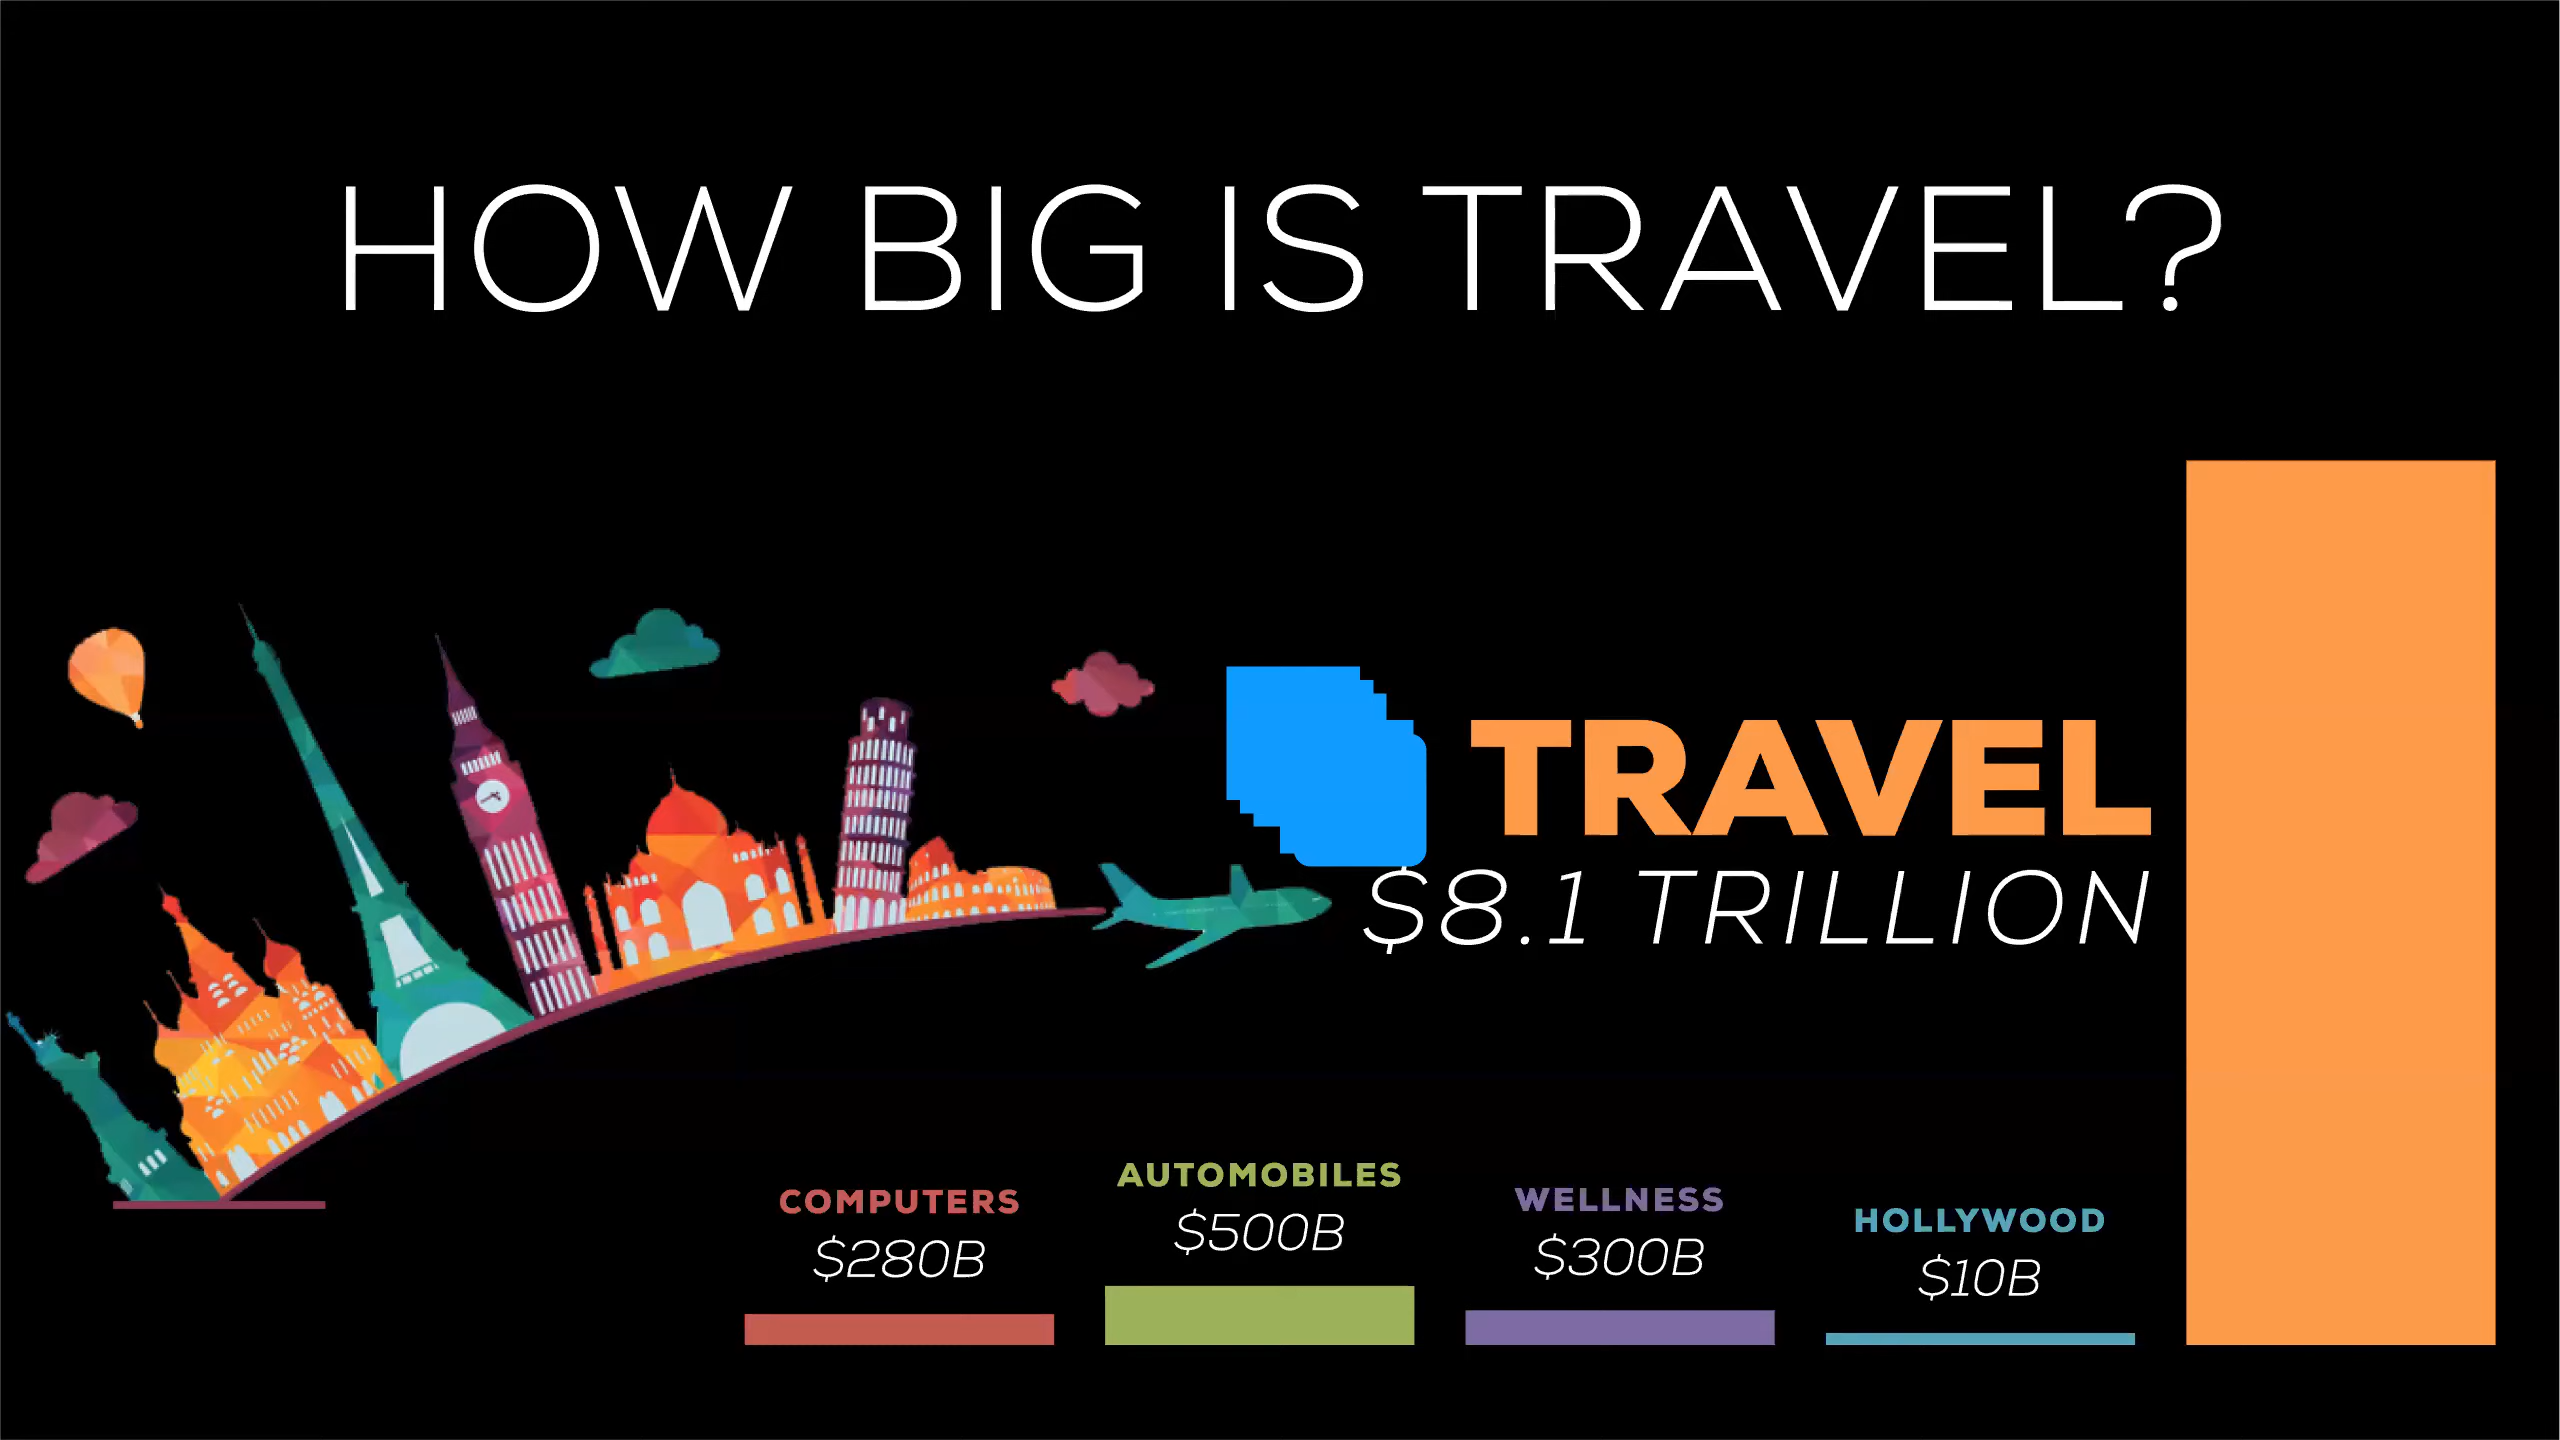 HOW BIG IS TRAVEL?
TRAVEL
$8.1 TRILLION
COMPUTERS
$280B
AUTOMOBILES
$500B
WELLNESS
$300B
HOLLYWOOD
$10B